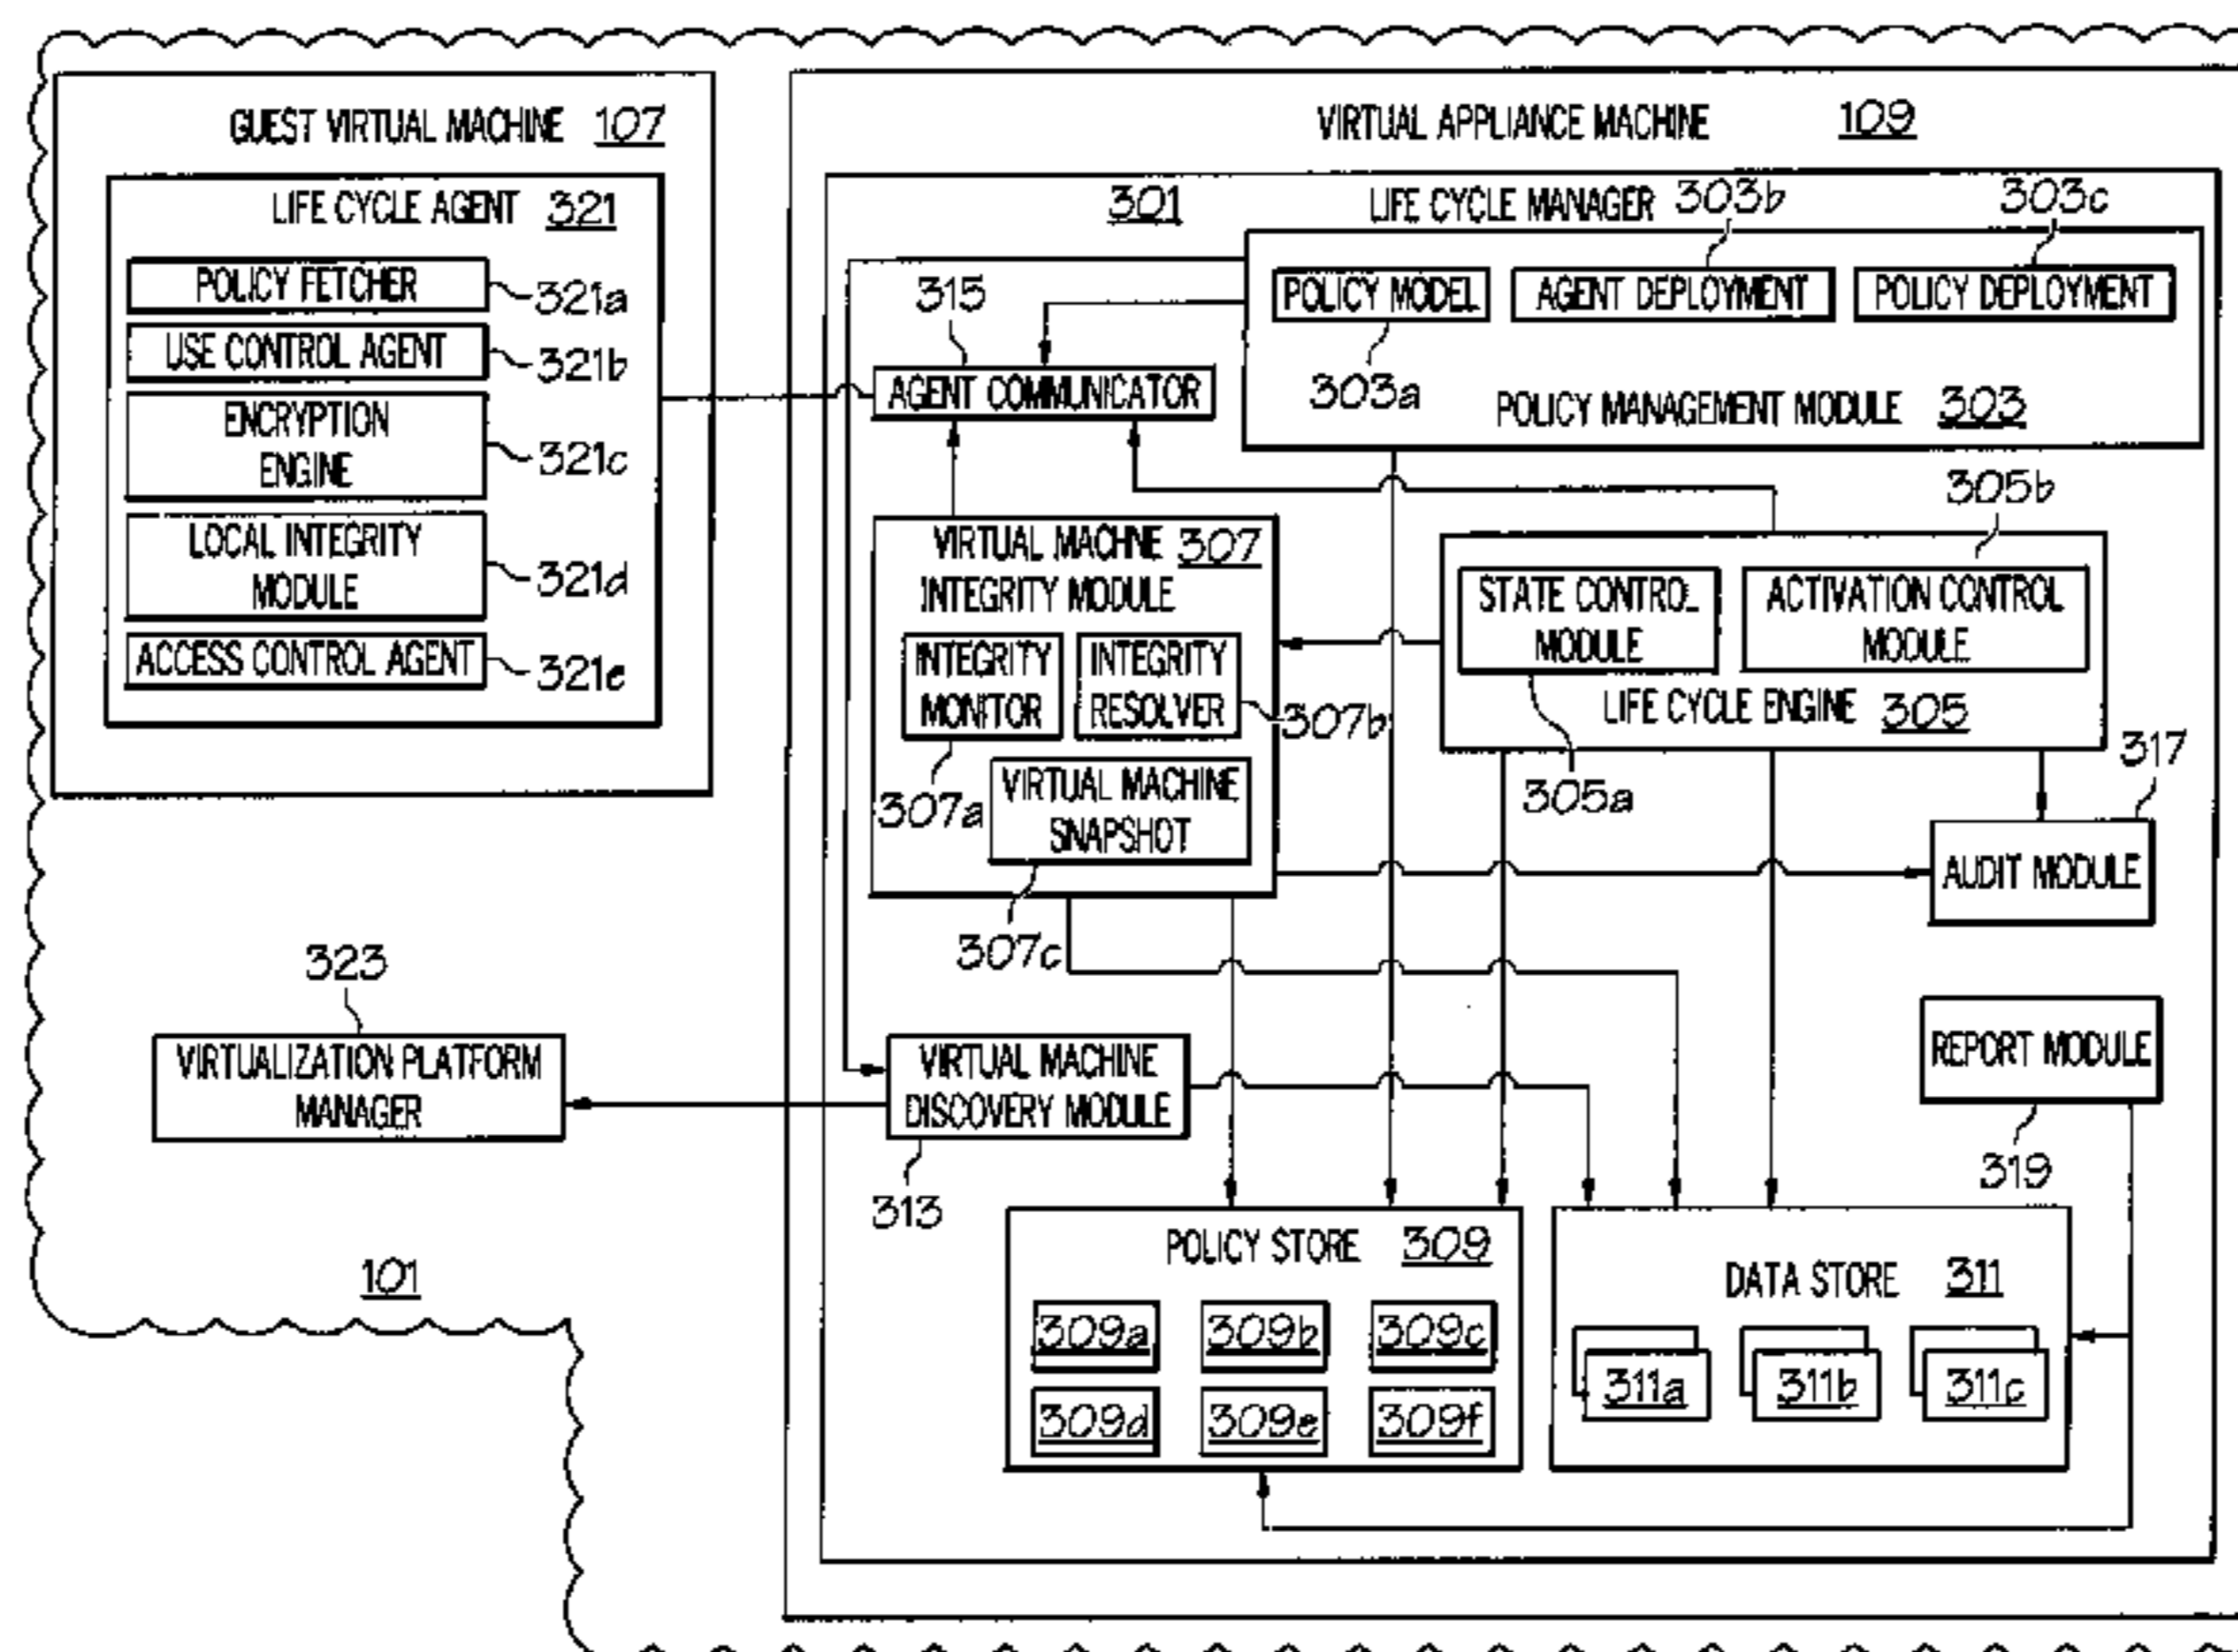 GUEST VIRTUAL MACHINE 107
LIFE CYCLE AGENT 321
POLICY FETCHER
321a
USE CONTROL AGENT
321b
ENCRYPTION
ENGINE
321c
LOCAL INTEGRITY
MODULE
321d
ACCESS CONTROL AGENT
321e
323
VIRTUALIZATION PLATFORM
MANAGER
101
VIRTUAL APPLIANCE MACHINE 109
301
LIFE CYCLE MANAGER
303b
303c
POLICY MODEL
AGENT DEPLOYMENT
POLICY DEPLOYMENT
303a
POLICY MANAGEMENT MODULE 303
315
AGENT COMMUNICATOR
VIRTUAL MACHNE 307
INTEGRITY MODULE
INTEGRITY
MONITOR
INTEGRITY
RESOLVER
307b
307a
VIRTUAL MACHINE
SNAPSHOT
307c
305b
STATE CONTROL
MODULE
ACTIVATION CONTROL
MODULE
LIFE CYCLE ENGINE 305
305a
317
AUDIT MODULE
REPORT MODULE
319
VIRTUAL MACHINE
DISCOVERY MODULE
313
POLICY STORE 309
309a 309b 309c
309d 309e 309f
DATA STORE 311
311a 311b 311c